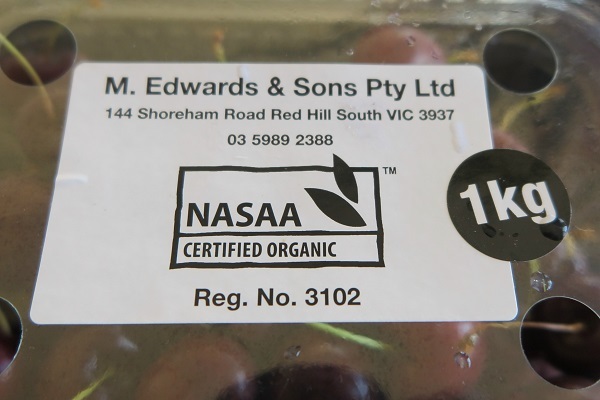 M. Edwards & Sons Pty Ltd
144 Shoreham Road Red Hill South VIC 3937
03 5989 2388
NASAA TM
CERTIFIED ORGANIC
1kg
Reg. No. 3102